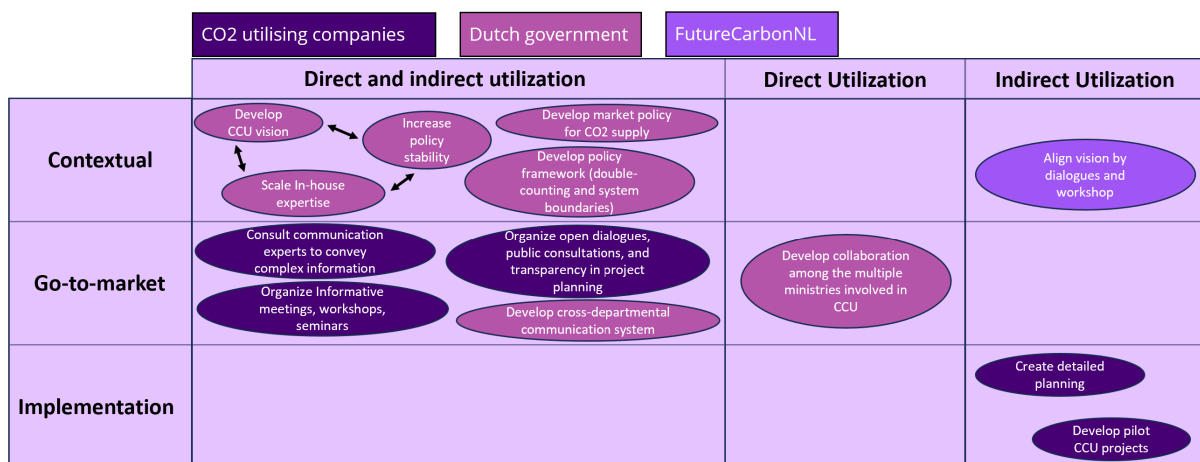 CO2 utilising companies
Dutch government
FutureCarbonNL
Direct and indirect utilization
Direct Utilization
Indirect Utilization
Contextual
Develop
CCU vision
Increase
policy
stability
Scale In-house
expertise
Develop market policy
for CO2 supply
Develop policy
framework (double-
counting and system
boundaries)
Align vision by
dialogues and
workshop
Go-to-market
Consult communication
experts to convey
complex information
Organize Informative
meetings, workshops,
seminars
Organize open dialogues,
public consultations, and
transparency in project
planning
Develop cross-departmental
communication system
Develop collaboration
among the multiple
ministries involved in
CCU
Implementation
Create detailed
planning
Develop pilot
CCU projects